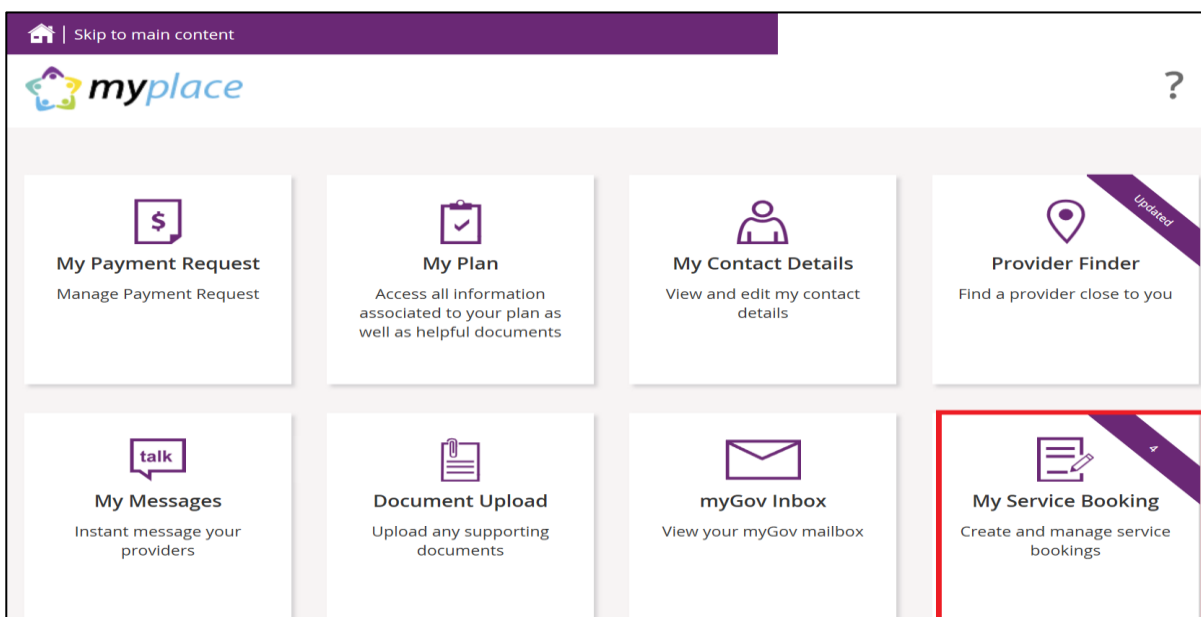 | Skip to main content
myplace
?
$
My Payment Request
Manage Payment Request
My Plan
Access all information
associated to your plan as
well as helpful documents
My Contact Details
View and edit my contact
details
Updated
Provider Finder
Find a provider close to you
talk
My Messages
Instant message your
providers
Document Upload
Upload any supporting
documents
myGov Inbox
View your myGov mailbox
4
My Service Booking
Create and manage service
bookings